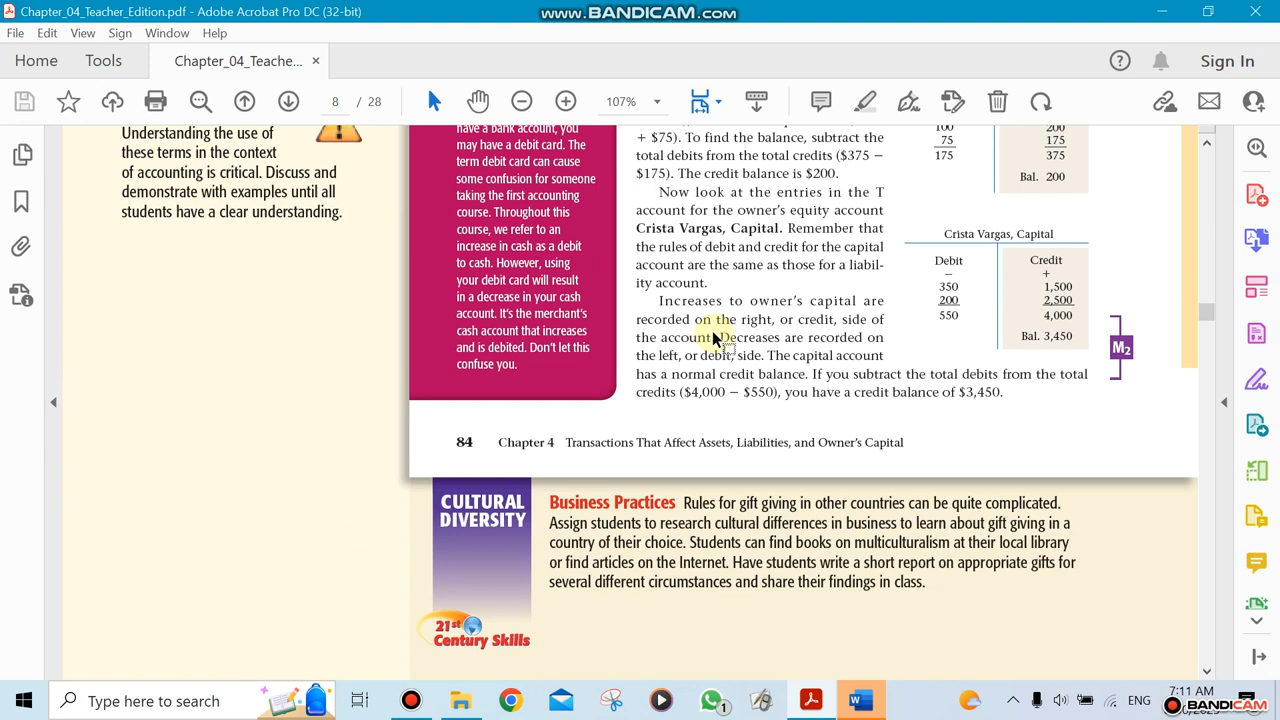 Chapter_04_Teacher_Edition.pdf - Adobe Acrobat Pro DC (32-bit)
www.BANDICAM.com
File Edit View Sign Window Help
Home Tools Chapter_04_Teache... × Sign In
8 / 28 107%
Understanding the use of
these terms in the context
of accounting is critical. Discuss and
demonstrate with examples until all
students have a clear understanding.
have a bank account, you
may have a debit card. The
term debit card can cause
some confusion for someone
taking the first accounting
course. Throughout this
course, we refer to an
increase in cash as a debit
to cash. However, using
your debit card will result
in a decrease in your cash
account. It's the merchant's
cash account that increases
and is debited. Don't let this
confuse you.
+ $75). To find the balance, subtract the
total debits from the total credits ($375 −
$175). The credit balance is $200.
Now look at the entries in the T
account for the owner's equity account
Crista Vargas, Capital. Remember that
the rules of debit and credit for the capital
account are the same as those for a liabil-
ity account.
Increases to owner's capital are
recorded on the right, or credit, side of
the account. Decreases are recorded on
the left, or debit, side. The capital account
has a normal credit balance. If you subtract the total debits from the total
credits ($4,000 − $550), you have a credit balance of $3,450.
100 200
75 175
175 375
Bal. 200
Crista Vargas, Capital
Debit Credit
− +
350 1,500
200 2,500
550 4,000
Bal. 3,450
M2
84 Chapter 4 Transactions That Affect Assets, Liabilities, and Owner's Capital
CULTURAL
DIVERSITY
21st
Century Skills
Business Practices Rules for gift giving in other countries can be quite complicated.
Assign students to research cultural differences in business to learn about gift giving in a
country of their choice. Students can find books on multiculturalism at their local library
or find articles on the Internet. Have students write a short report on appropriate gifts for
several different circumstances and share their findings in class.
Type here to search
1
ENG
7:11 AM
BANDICAM